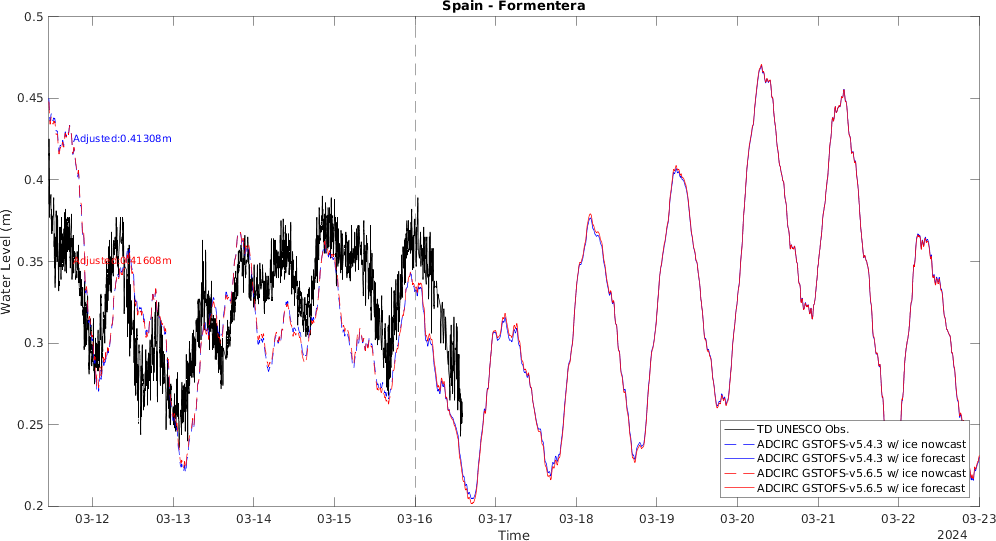 Spain - Formentera
Water Level (m)
0.5
0.45
0.4
0.35
0.3
0.25
0.2
Adjusted:0.41308m
Adjusted:0.41608m
TD UNESCO Obs.
ADCIRC GSTOFS-v5.4.3 w/ ice nowcast
ADCIRC GSTOFS-v5.4.3 w/ ice forecast
ADCIRC GSTOFS-v5.6.5 w/ ice nowcast
ADCIRC GSTOFS-v5.6.5 w/ ice forecast
03-12 03-13 03-14 03-15 03-16 03-17 03-18 03-19 03-20 03-21 03-22 03-23
Time
2024